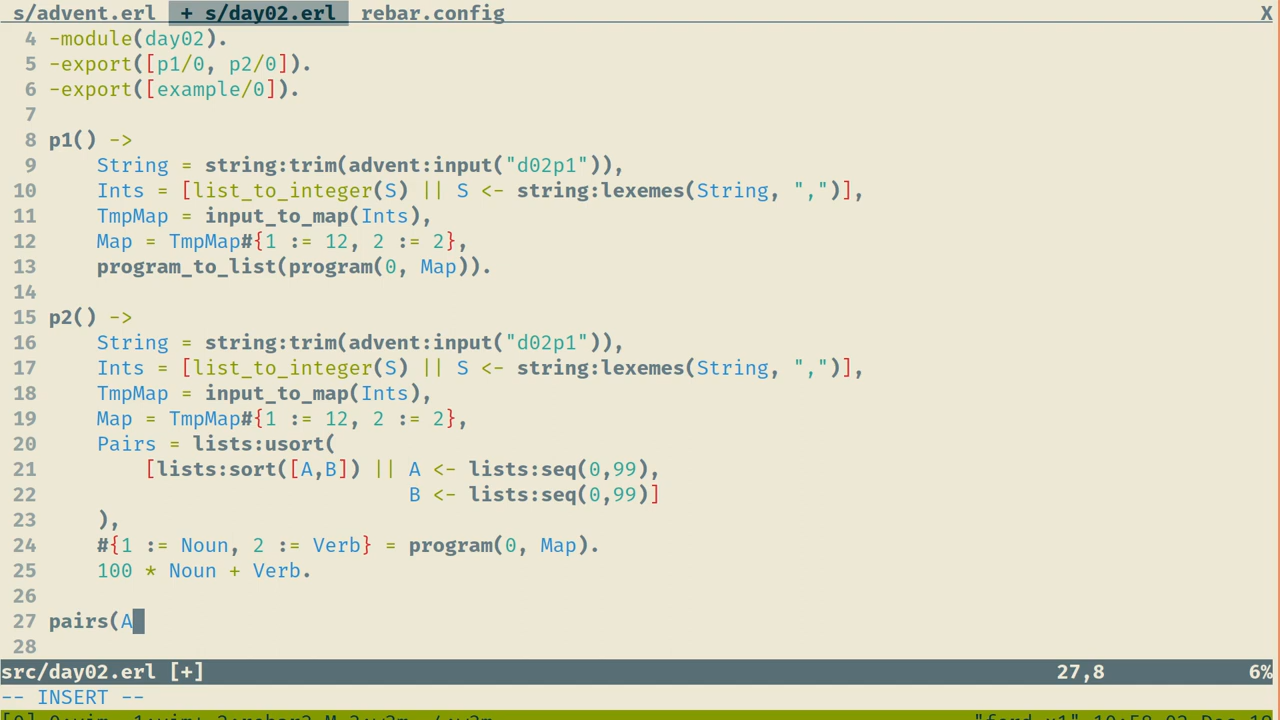 s/advent.erl + s/day02.erl rebar.config X
4 -module(day02).
5 -export([p1/0, p2/0]).
6 -export([example/0]).
7
8 p1() ->
9 String = string:trim(advent:input("d02p1")),
10 Ints = [list_to_integer(S) || S <- string:lexemes(String, ",")],
11 TmpMap = input_to_map(Ints),
12 Map = TmpMap#{1 := 12, 2 := 2},
13 program_to_list(program(0, Map)).
14
15 p2() ->
16 String = string:trim(advent:input("d02p1")),
17 Ints = [list_to_integer(S) || S <- string:lexemes(String, ",")],
18 TmpMap = input_to_map(Ints),
19 Map = TmpMap#{1 := 12, 2 := 2},
20 Pairs = lists:usort(
21 [lists:sort([A,B]) || A <- lists:seq(0,99),
22 B <- lists:seq(0,99)]
23 ),
24 #{1 := Noun, 2 := Verb} = program(0, Map).
25 100 * Noun + Verb.
26
27 pairs(A
28
src/day02.erl [+] 27,8 6%
-- INSERT --